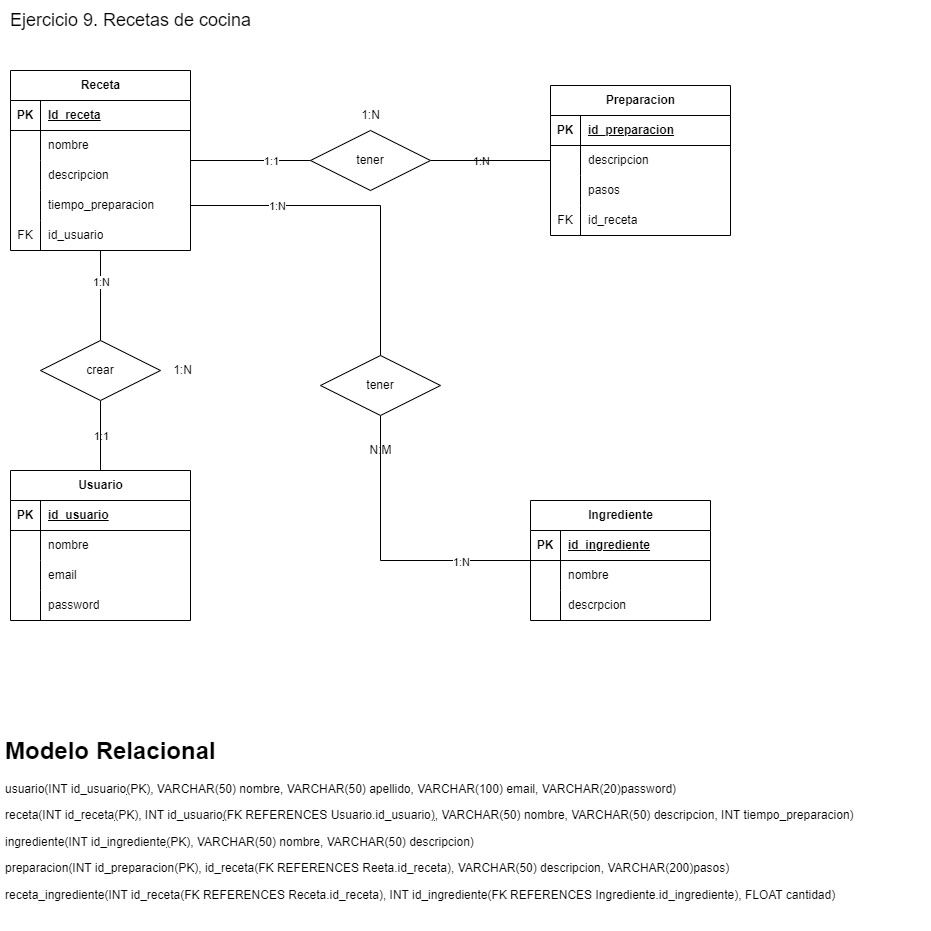 Ejercicio 9. Recetas de cocina
Receta
PK Id_receta
nombre
descripcion
tiempo_preparacion
FK id_usuario
1:N
1:1
tener
1:N
Preparacion
PK id_preparacion
descripcion
pasos
FK id_receta
1:N
1:N
crear
1:N
1:1
tener
N:M
1:N
Usuario
PK id_usuario
nombre
email
password
Ingrediente
PK id_ingrediente
nombre
descrpcion
Modelo Relacional
usuario(INT id_usuario(PK), VARCHAR(50) nombre, VARCHAR(50) apellido, VARCHAR(100) email, VARCHAR(20)password)
receta(INT id_receta(PK), INT id_usuario(FK REFERENCES Usuario.id_usuario), VARCHAR(50) nombre, VARCHAR(50) descripcion, INT tiempo_preparacion)
ingrediente(INT id_ingrediente(PK), VARCHAR(50) nombre, VARCHAR(50) descripcion)
preparacion(INT id_preparacion(PK), id_receta(FK REFERENCES Reeta.id_receta), VARCHAR(50) descripcion, VARCHAR(200)pasos)
receta_ingrediente(INT id_receta(FK REFERENCES Receta.id_receta), INT id_ingrediente(FK REFERENCES Ingrediente.id_ingrediente), FLOAT cantidad)